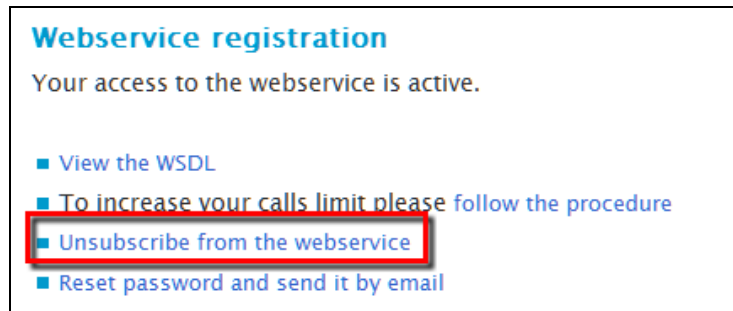 Webservice registration
Your access to the webservice is active.
View the WSDL
To increase your calls limit please follow the procedure
Unsubscribe from the webservice
Reset password and send it by email